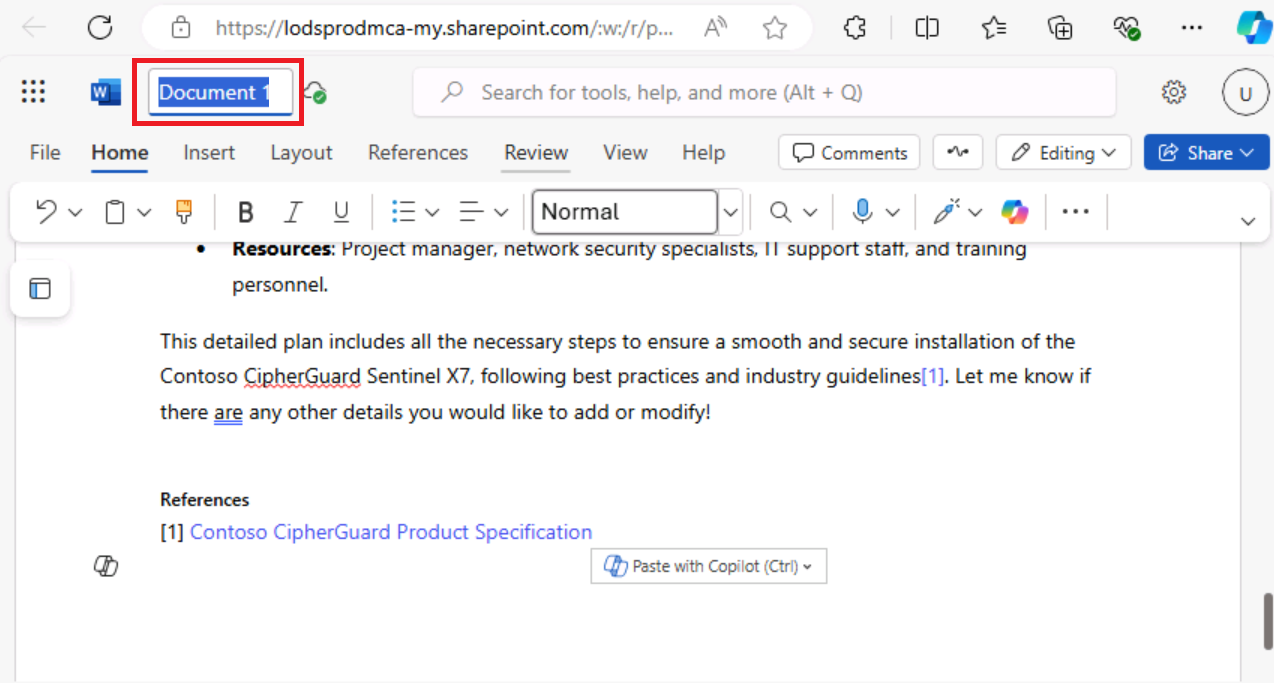 https://lodsprodmca-my.sharepoint.com/:w:/r/p...
W Document 1 Search for tools, help, and more (Alt + Q) U
File Home Insert Layout References Review View Help Comments Editing Share
B I U Normal
• Resources: Project manager, network security specialists, IT support staff, and training
personnel.
This detailed plan includes all the necessary steps to ensure a smooth and secure installation of the
Contoso CipherGuard Sentinel X7, following best practices and industry guidelines[1]. Let me know if
there are any other details you would like to add or modify!
References
[1] Contoso CipherGuard Product Specification
Paste with Copilot (Ctrl)